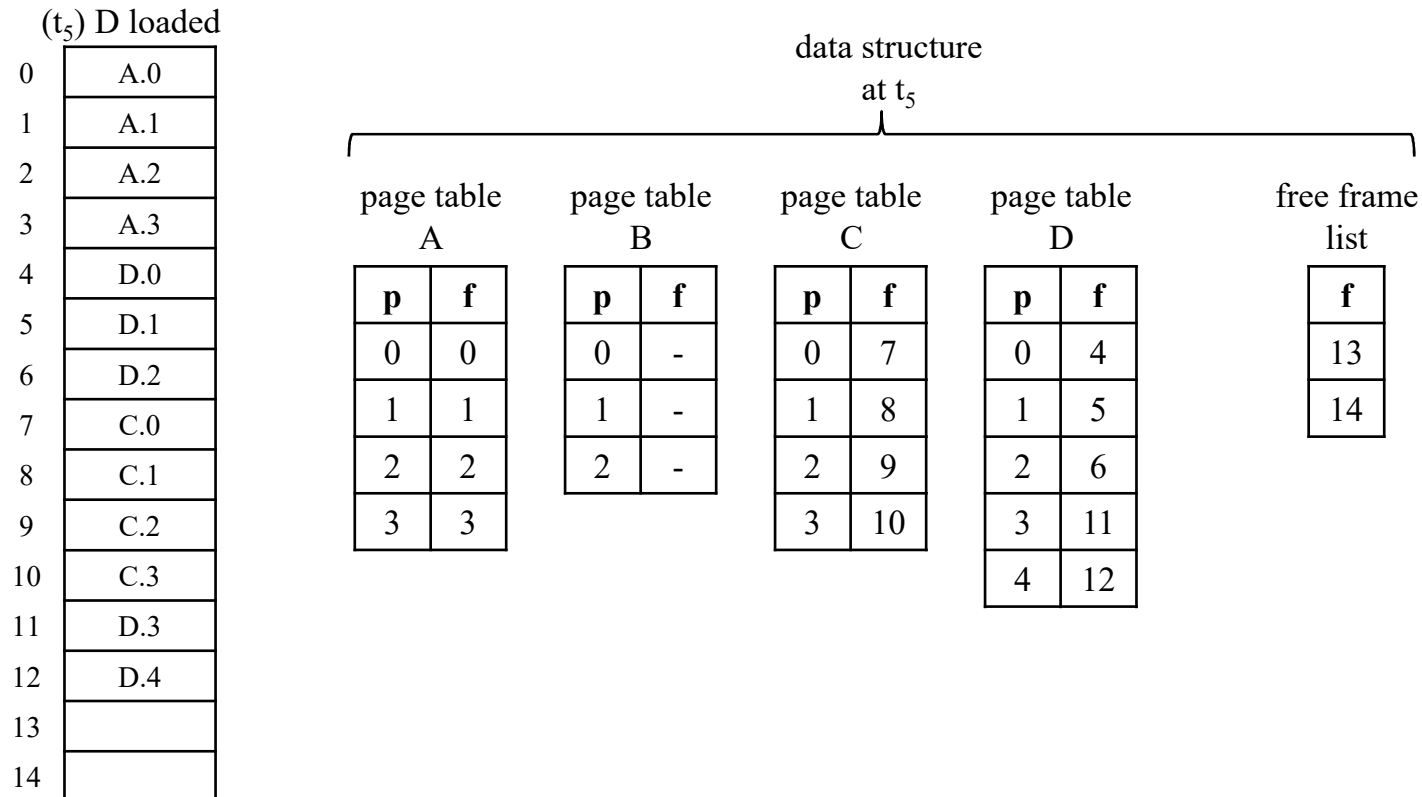 (t₅) D loaded
0 A.0
1 A.1
2 A.2
3 A.3
4 D.0
5 D.1
6 D.2
7 C.0
8 C.1
9 C.2
10 C.3
11 D.3
12 D.4
13
14
data structure
at t₅
page table
A
p f
0 0
1 1
2 2
3 3
page table
B
p f
0 -
1 -
2 -
page table
C
p f
0 7
1 8
2 9
3 10
page table
D
p f
0 4
1 5
2 6
3 11
4 12
free frame
list
f
13
14